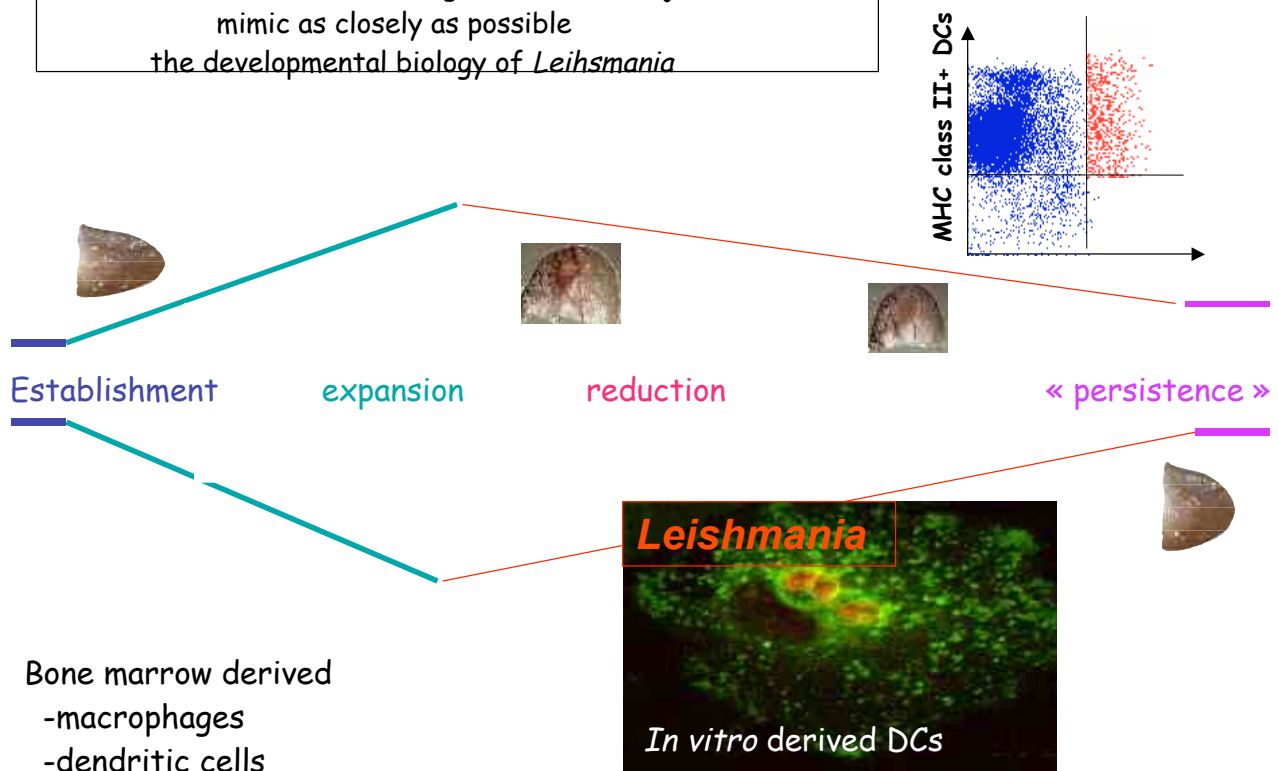 mimic as closely as possible
the developmental biology of Leihsmania
MHC class II+ DCs
Establishment expansion reduction « persistence »
Leishmania
In vitro derived DCs
Bone marrow derived
-macrophages
-dendritic cells